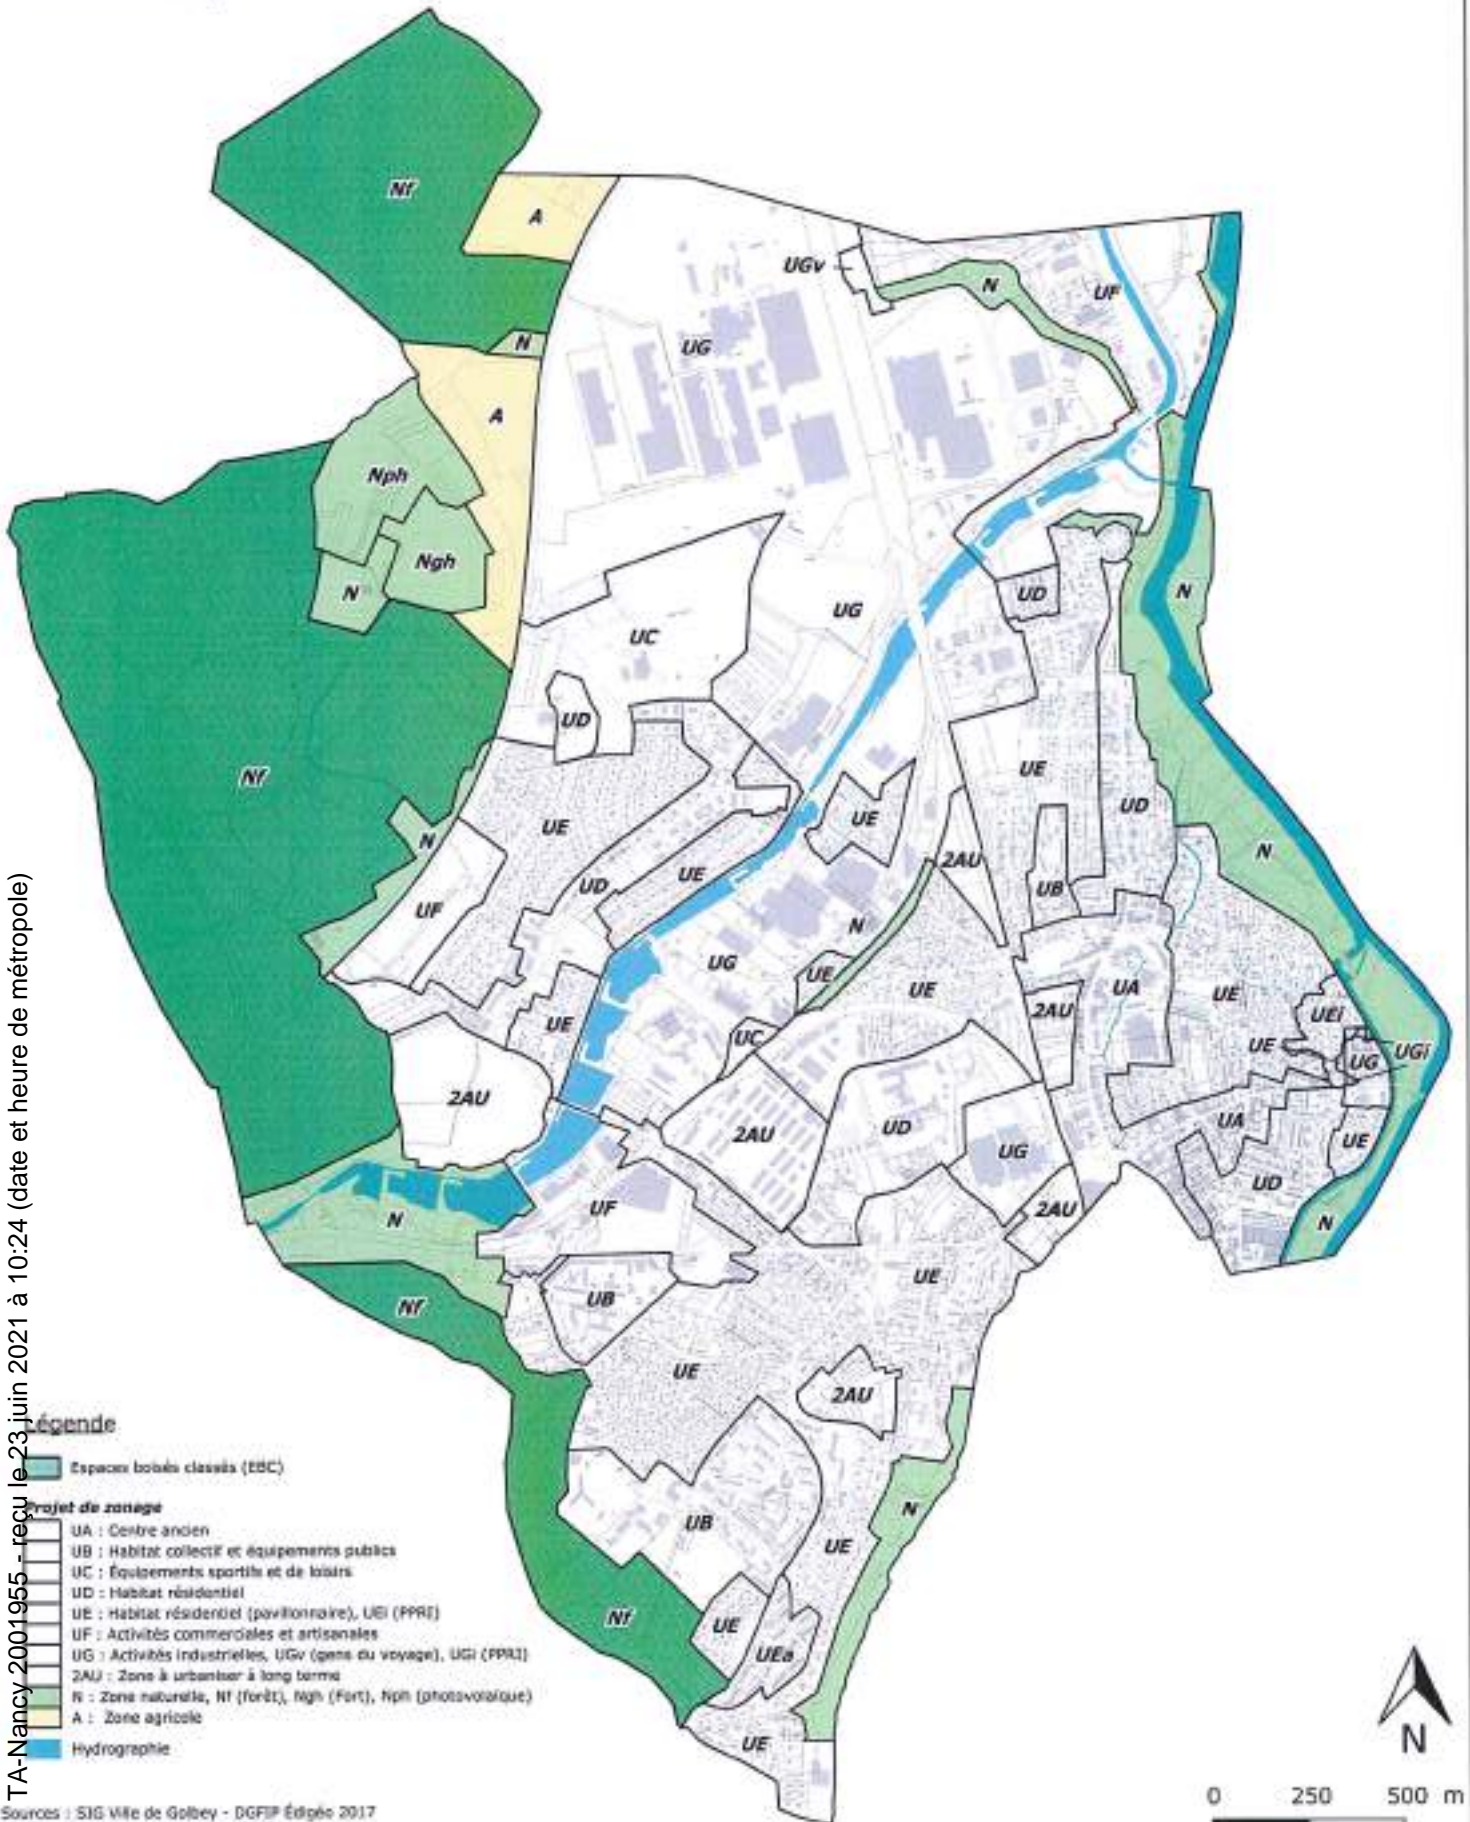 Nf
A
UGv
N
UF
UG
N
A
Nph
Ngh
N
N
UD
UG
UC
UD
Nf
UE
UE
UD
UE
N
2AU
UB
UE
UD
N
UF
N
UG
UE
UE
2AU
UA
UE
UEi
UE
UG
UGi
UE
UC
2AU
2AU
UD
UA
UE
UG
UD
N
UF
2AU
N
UB
UE
Nf
UE
2AU
N
UB
UE
Nf
UE
UEa
UE
TA-Nancy 2001955 - reçu le 23 juin 2021 à 10:24 (date et heure de métropole)
Légende
Espaces boisés classés (EBC)
Projet de zonage
UA : Centre ancien
UB : Habitat collectif et équipements publics
UC : Équipements sportifs et de loisirs
UD : Habitat résidentiel
UE : Habitat résidentiel (pavillonnaire), UEi (PPRI)
UF : Activités commerciales et artisanales
UG : Activités industrielles, UGv (gens du voyage), UGi (PPRI)
2AU : Zone à urbaniser à long terme
N : Zone naturelle, Nf (forêt), Ngh (Fort), Nph (photovolaïque)
A : Zone agricole
Hydrographie
N
0 250 500 m
Sources : SIG Ville de Golbey - DGFIP Édigéo 2017